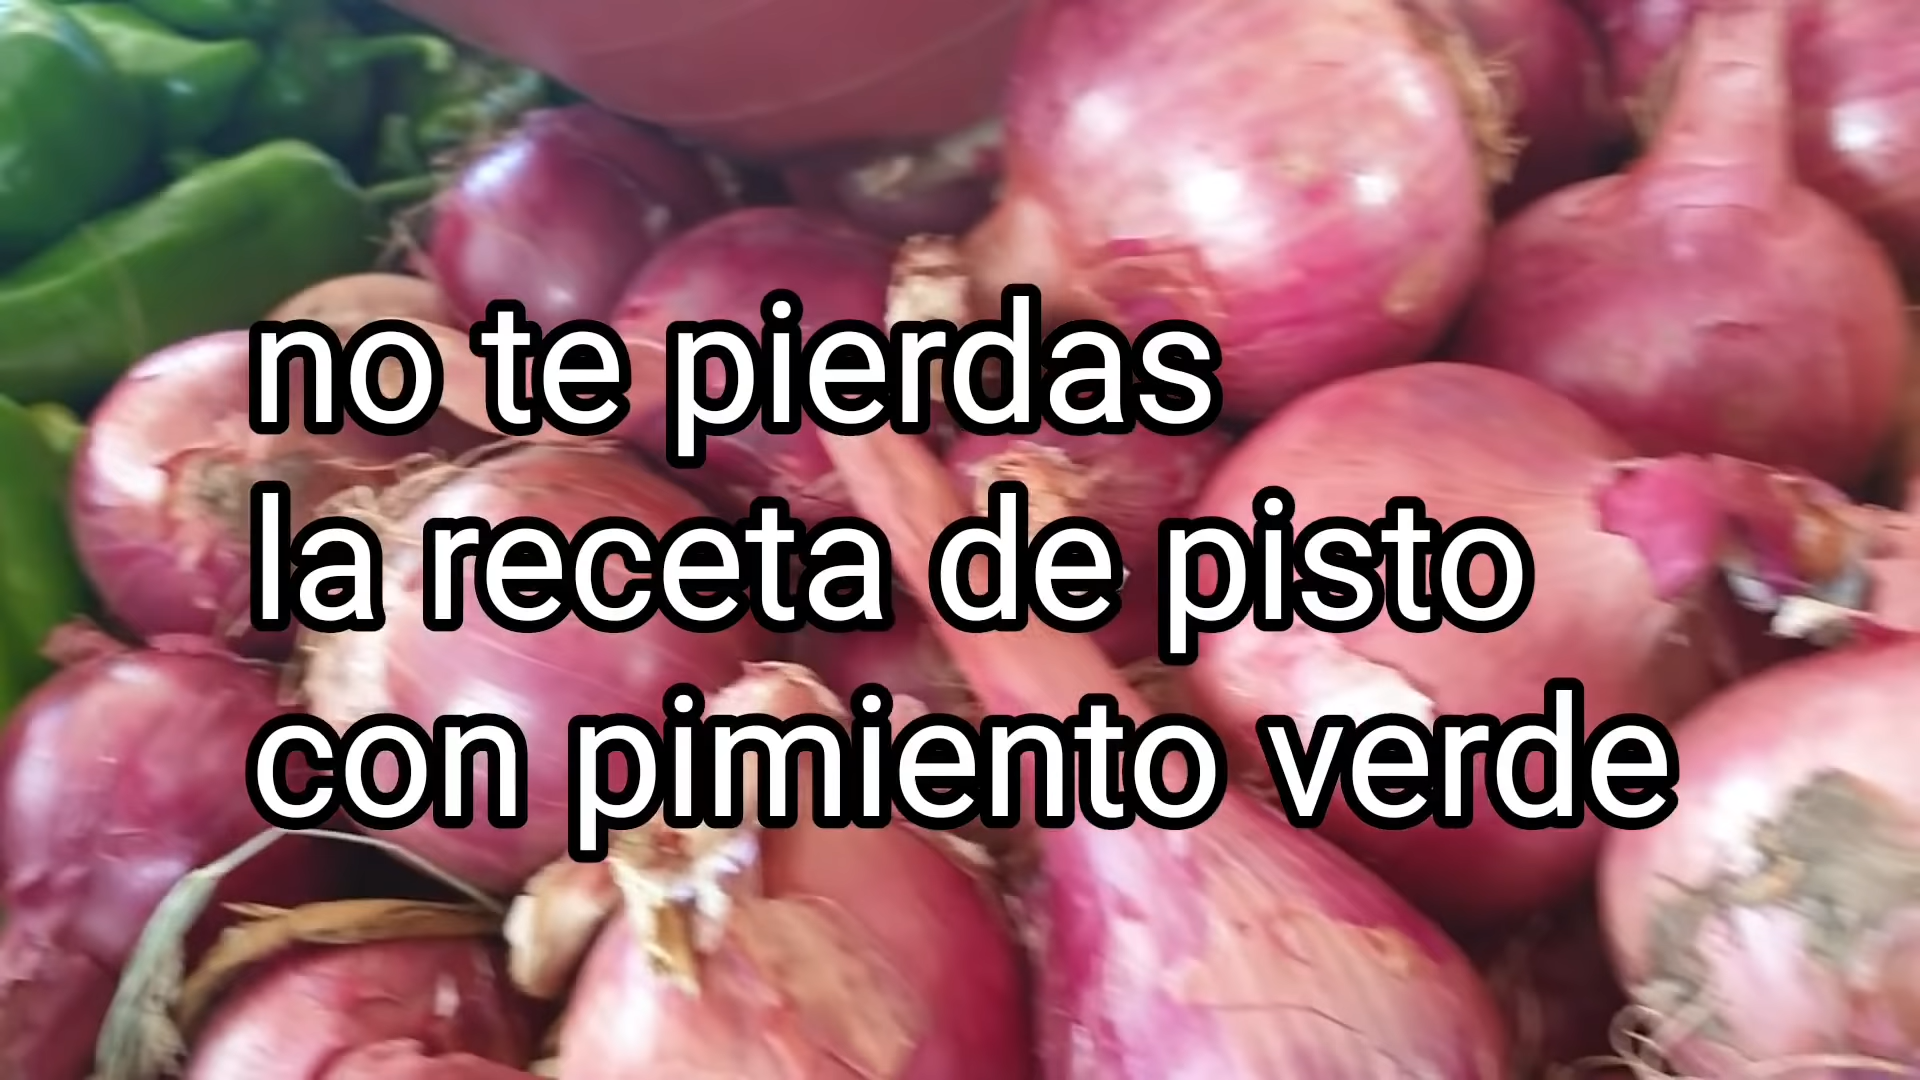 no te pierdas
la receta de pisto
con pimiento verde